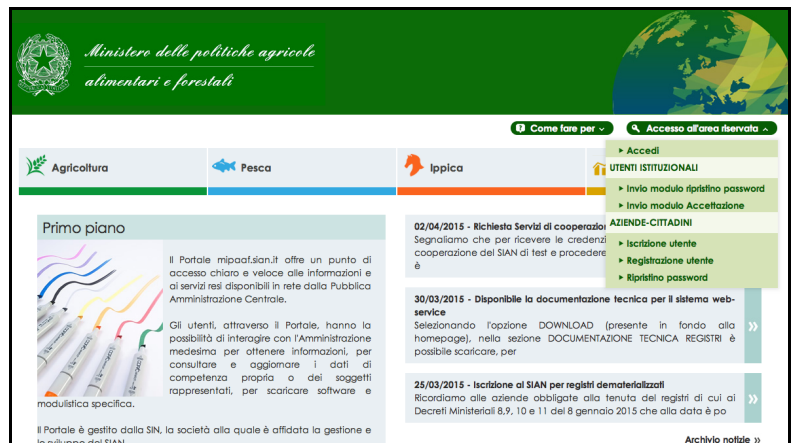 Ministero delle politiche agricole
alimentari e forestali
Come fare per
Accesso all'area riservata
Accedi
UTENTI ISTITUZIONALI
Invio modulo ripristino password
Invio modulo Accettazione
AZIENDE-CITTADINI
Iscrizione utente
Registrazione utente
Ripristino password
Agricoltura
Pesca
Ippica
Primo piano
Il Portale mipaaf.sian.it offre un punto di
accesso chiaro e veloce alle informazioni e
ai servizi resi disponibili in rete dalla Pubblica
Amministrazione Centrale.
Gli utenti, attraverso il Portale, hanno la
possibilità di interagire con l'Amministrazione
medesima per ottenere informazioni, per
consultare e aggiornare i dati di
competenza propria o dei soggetti
rappresentati, per scaricare software e
modulistica specifica.
Il Portale è gestito dalla SIN, la società alla quale è affidata la gestione e
lo sviluppo del SIAN
02/04/2015 - Richiesta Servizi di cooperazion
Segnaliamo che per ricevere le credenzi
cooperazione del SIAN di test e procedere
è
30/03/2015 - Disponibile la documentazione tecnica per il sistema web-
service
Selezionando l'opzione DOWNLOAD (presente in fondo alla
homepage), nella sezione DOCUMENTAZIONE TECNICA REGISTRI è
possibile scaricare, per
25/03/2015 - Iscrizione al SIAN per registri dematerializzati
Ricordiamo alle aziende obbligate alla tenuta dei registri di cui ai
Decreti Ministeriali 8,9, 10 e 11 del 8 gennaio 2015 che alla data è po
Archivio notizie »